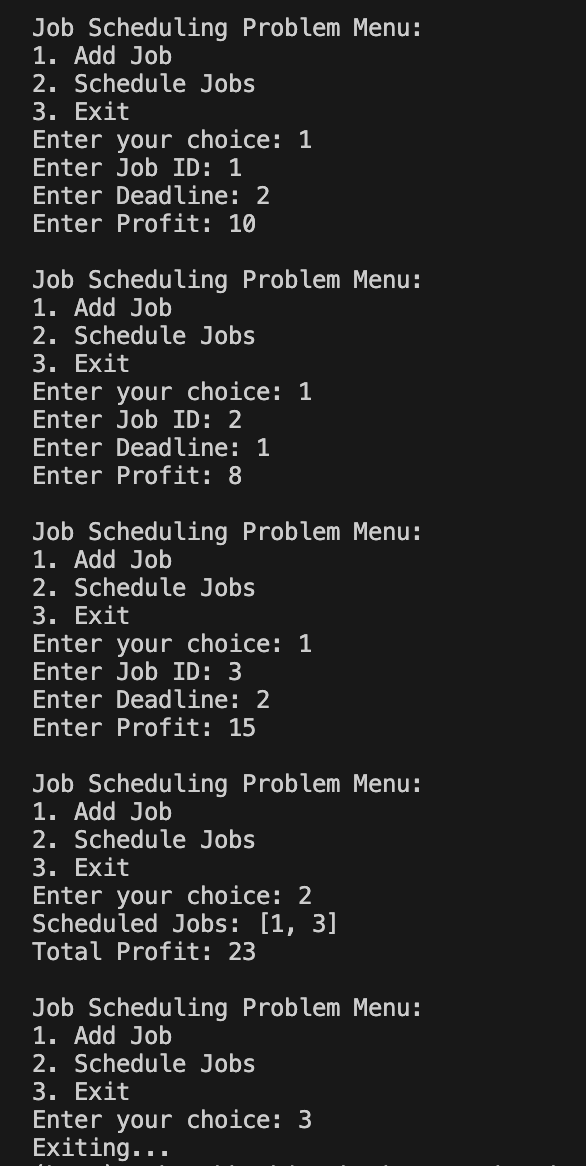 Job Scheduling Problem Menu:
1. Add Job
2. Schedule Jobs
3. Exit
Enter your choice: 1
Enter Job ID: 1
Enter Deadline: 2
Enter Profit: 10
Job Scheduling Problem Menu:
1. Add Job
2. Schedule Jobs
3. Exit
Enter your choice: 1
Enter Job ID: 2
Enter Deadline: 1
Enter Profit: 8
Job Scheduling Problem Menu:
1. Add Job
2. Schedule Jobs
3. Exit
Enter your choice: 1
Enter Job ID: 3
Enter Deadline: 2
Enter Profit: 15
Job Scheduling Problem Menu:
1. Add Job
2. Schedule Jobs
3. Exit
Enter your choice: 2
Scheduled Jobs: [1, 3]
Total Profit: 23
Job Scheduling Problem Menu:
1. Add Job
2. Schedule Jobs
3. Exit
Enter your choice: 3
Exiting...